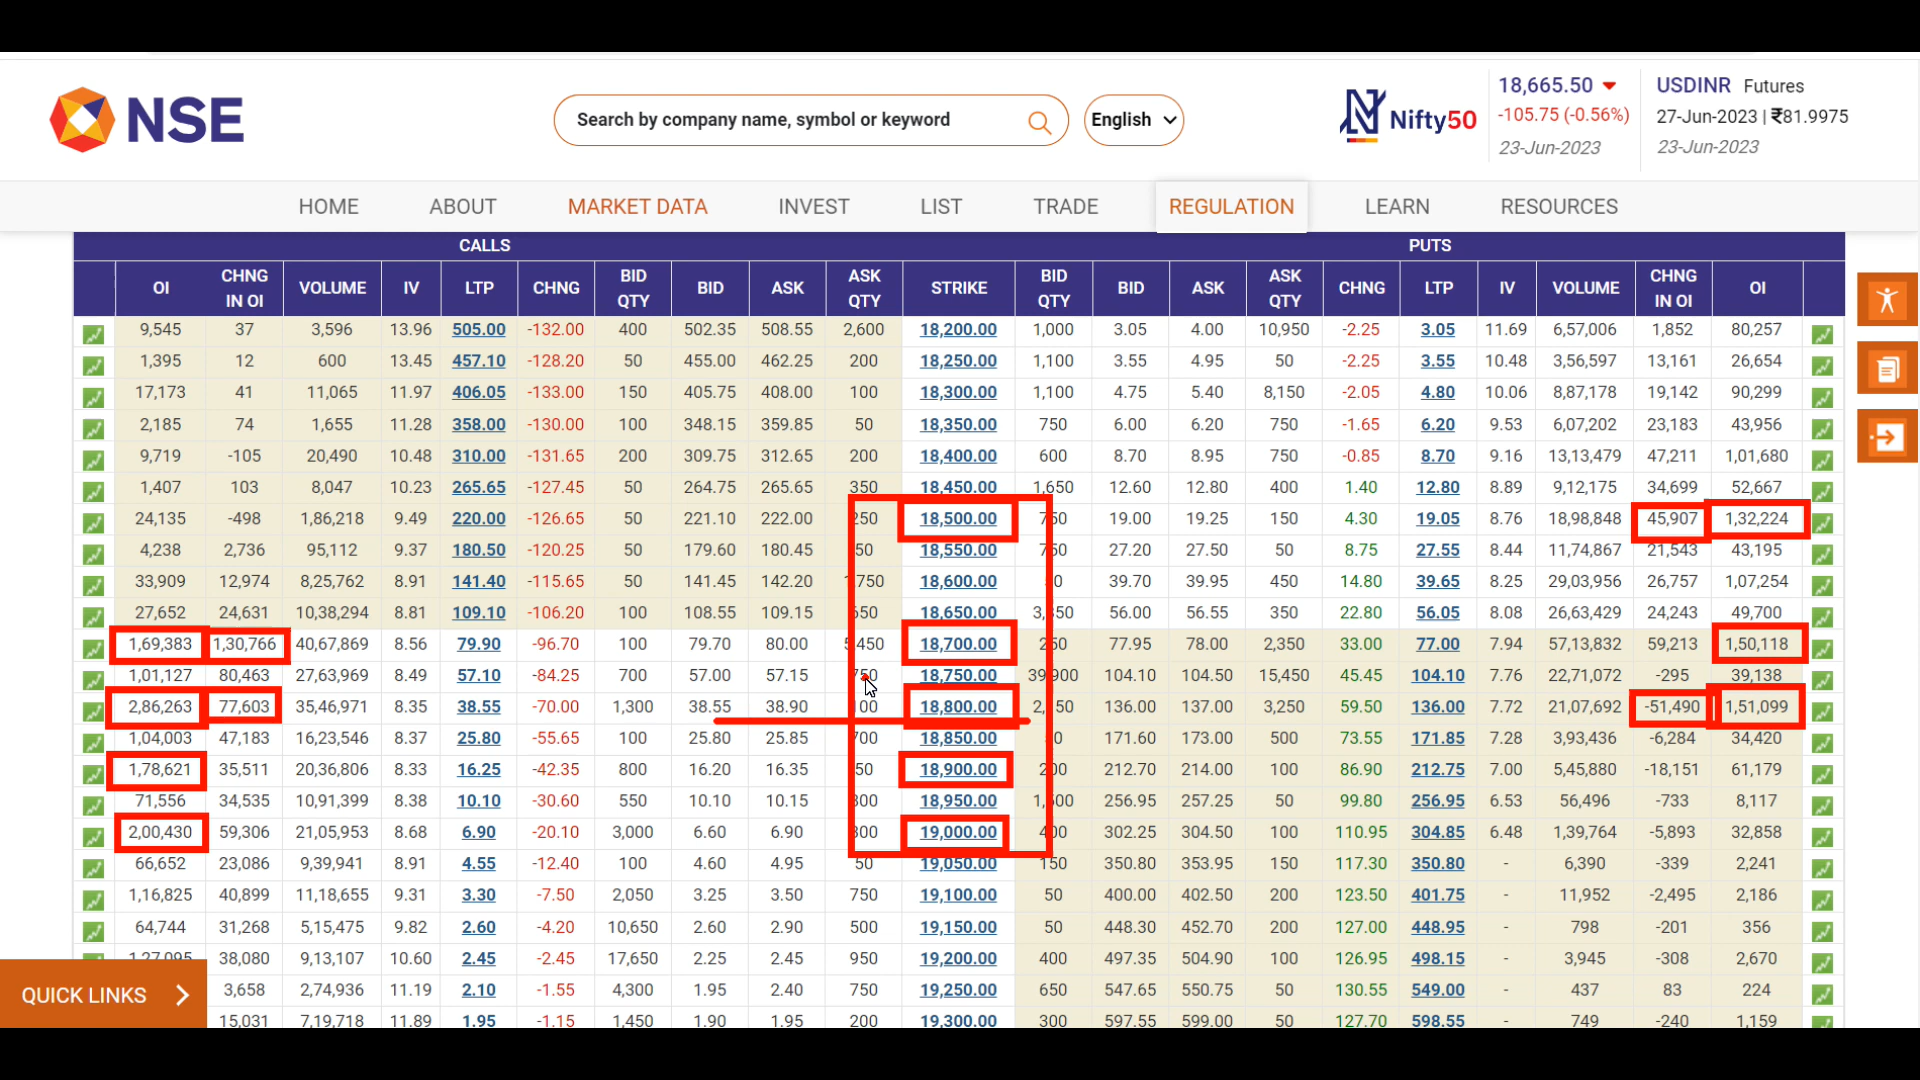 NSE
Search by company name, symbol or keyword
English
Nifty50
18,665.50
-105.75 (-0.56%)
23-Jun-2023
USDINR Futures
27-Jun-2023 | ₹81.9975
23-Jun-2023
HOME ABOUT MARKET DATA INVEST LIST TRADE REGULATION LEARN RESOURCES
CALLS PUTS
OI CHNG IN OI VOLUME IV LTP CHNG BID QTY BID ASK ASK QTY STRIKE BID QTY BID ASK ASK QTY CHNG LTP IV VOLUME CHNG IN OI OI
9,545 37 3,596 13.96 505.00 -132.00 400 502.35 508.55 2,600 18,200.00 1,000 3.05 4.00 10,950 -2.25 3.05 11.69 6,57,006 1,852 80,257
1,395 12 600 13.45 457.10 -128.20 50 455.00 462.25 200 18,250.00 1,100 3.55 4.95 50 -2.25 3.55 10.48 3,56,597 13,161 26,654
17,173 41 11,065 11.97 406.05 -133.00 150 405.75 408.00 100 18,300.00 1,100 4.75 5.40 8,150 -2.05 4.80 10.06 8,87,178 19,142 90,299
2,185 74 1,655 11.28 358.00 -130.00 100 348.15 359.85 50 18,350.00 750 6.00 6.20 750 -1.65 6.20 9.53 6,07,202 23,183 43,956
9,719 -105 20,490 10.48 310.00 -131.65 200 309.75 312.65 200 18,400.00 600 8.70 8.95 750 -0.85 8.70 9.16 13,13,479 47,211 1,01,680
1,407 103 8,047 10.23 265.65 -127.45 50 264.75 265.65 350 18,450.00 1,650 12.60 12.80 400 1.40 12.80 8.89 9,12,175 34,699 52,667
24,135 -498 1,86,218 9.49 220.00 -126.65 50 221.10 222.00 250 18,500.00 750 19.00 19.25 150 4.30 19.05 8.76 18,98,848 45,907 1,32,224
4,238 2,736 95,112 9.37 180.50 -120.25 50 179.60 180.45 50 18,550.00 750 27.20 27.50 50 8.75 27.55 8.44 11,74,867 21,543 43,195
33,909 12,974 8,25,762 8.91 141.40 -115.65 50 141.45 142.20 18,600.00 39.70 39.95 450 14.80 39.65 8.25 29,03,956 26,757 1,07,254
27,652 24,631 10,38,294 8.81 109.10 -106.20 100 108.55 109.15 18,650.00 56.00 56.55 350 22.80 56.05 8.08 26,63,429 24,243 49,700
1,69,383 1,30,766 40,67,869 8.56 79.90 -96.70 100 79.70 80.00 5,450 18,700.00 250 77.95 78.00 2,350 33.00 77.00 7.94 57,13,832 59,213 1,50,118
1,01,127 80,463 27,63,969 8.49 57.10 -84.25 700 57.00 57.15 18,750.00 39,900 104.10 104.50 15,450 45.45 104.10 7.76 22,71,072 -295 39,138
2,86,263 77,603 35,46,971 8.35 38.55 -70.00 1,300 38.55 38.90 18,800.00 136.00 137.00 3,250 59.50 136.00 7.72 21,07,692 -51,490 1,51,099
1,04,003 47,183 16,23,546 8.37 25.80 -55.65 100 25.80 25.85 18,850.00 171.60 173.00 500 73.55 171.85 7.28 3,93,436 -6,284 34,420
1,78,621 35,511 20,36,806 8.33 16.25 -42.35 800 16.20 16.35 18,900.00 200 212.70 214.00 100 86.90 212.75 7.00 5,45,880 -18,151 61,179
71,556 34,535 10,91,399 8.38 10.10 -30.60 550 10.10 10.15 18,950.00 256.95 257.25 50 99.80 256.95 6.53 56,496 -733 8,117
2,00,430 59,306 21,05,953 8.68 6.90 -20.10 3,000 6.60 6.90 19,000.00 400 302.25 304.50 100 110.95 304.85 6.48 1,39,764 -5,893 32,858
66,652 23,086 9,39,941 8.91 4.55 -12.40 100 4.60 4.95 50 19,050.00 150 350.80 353.95 150 117.30 350.80 - 6,390 -339 2,241
1,16,825 40,899 11,18,655 9.31 3.30 -7.50 2,050 3.25 3.50 750 19,100.00 50 400.00 402.50 200 123.50 401.75 - 11,952 -2,495 2,186
64,744 31,268 5,15,475 9.82 2.60 -4.20 10,650 2.60 2.90 500 19,150.00 50 448.30 452.70 200 127.00 448.95 - 798 -201 356
1,27,095 38,080 9,13,107 10.60 2.45 -2.45 17,650 2.25 2.45 950 19,200.00 400 497.35 504.90 100 126.95 498.15 - 3,945 -308 2,670
3,658 2,74,936 11.19 2.10 -1.55 4,300 1.95 2.40 750 19,250.00 650 547.65 550.75 50 130.55 549.00 - 437 83 224
15,031 7,19,718 11.89 1.95 -1.15 1,450 1.90 1.95 200 19,300.00 300 597.55 599.00 50 127.70 598.55 - 749 -240 1,159
QUICK LINKS